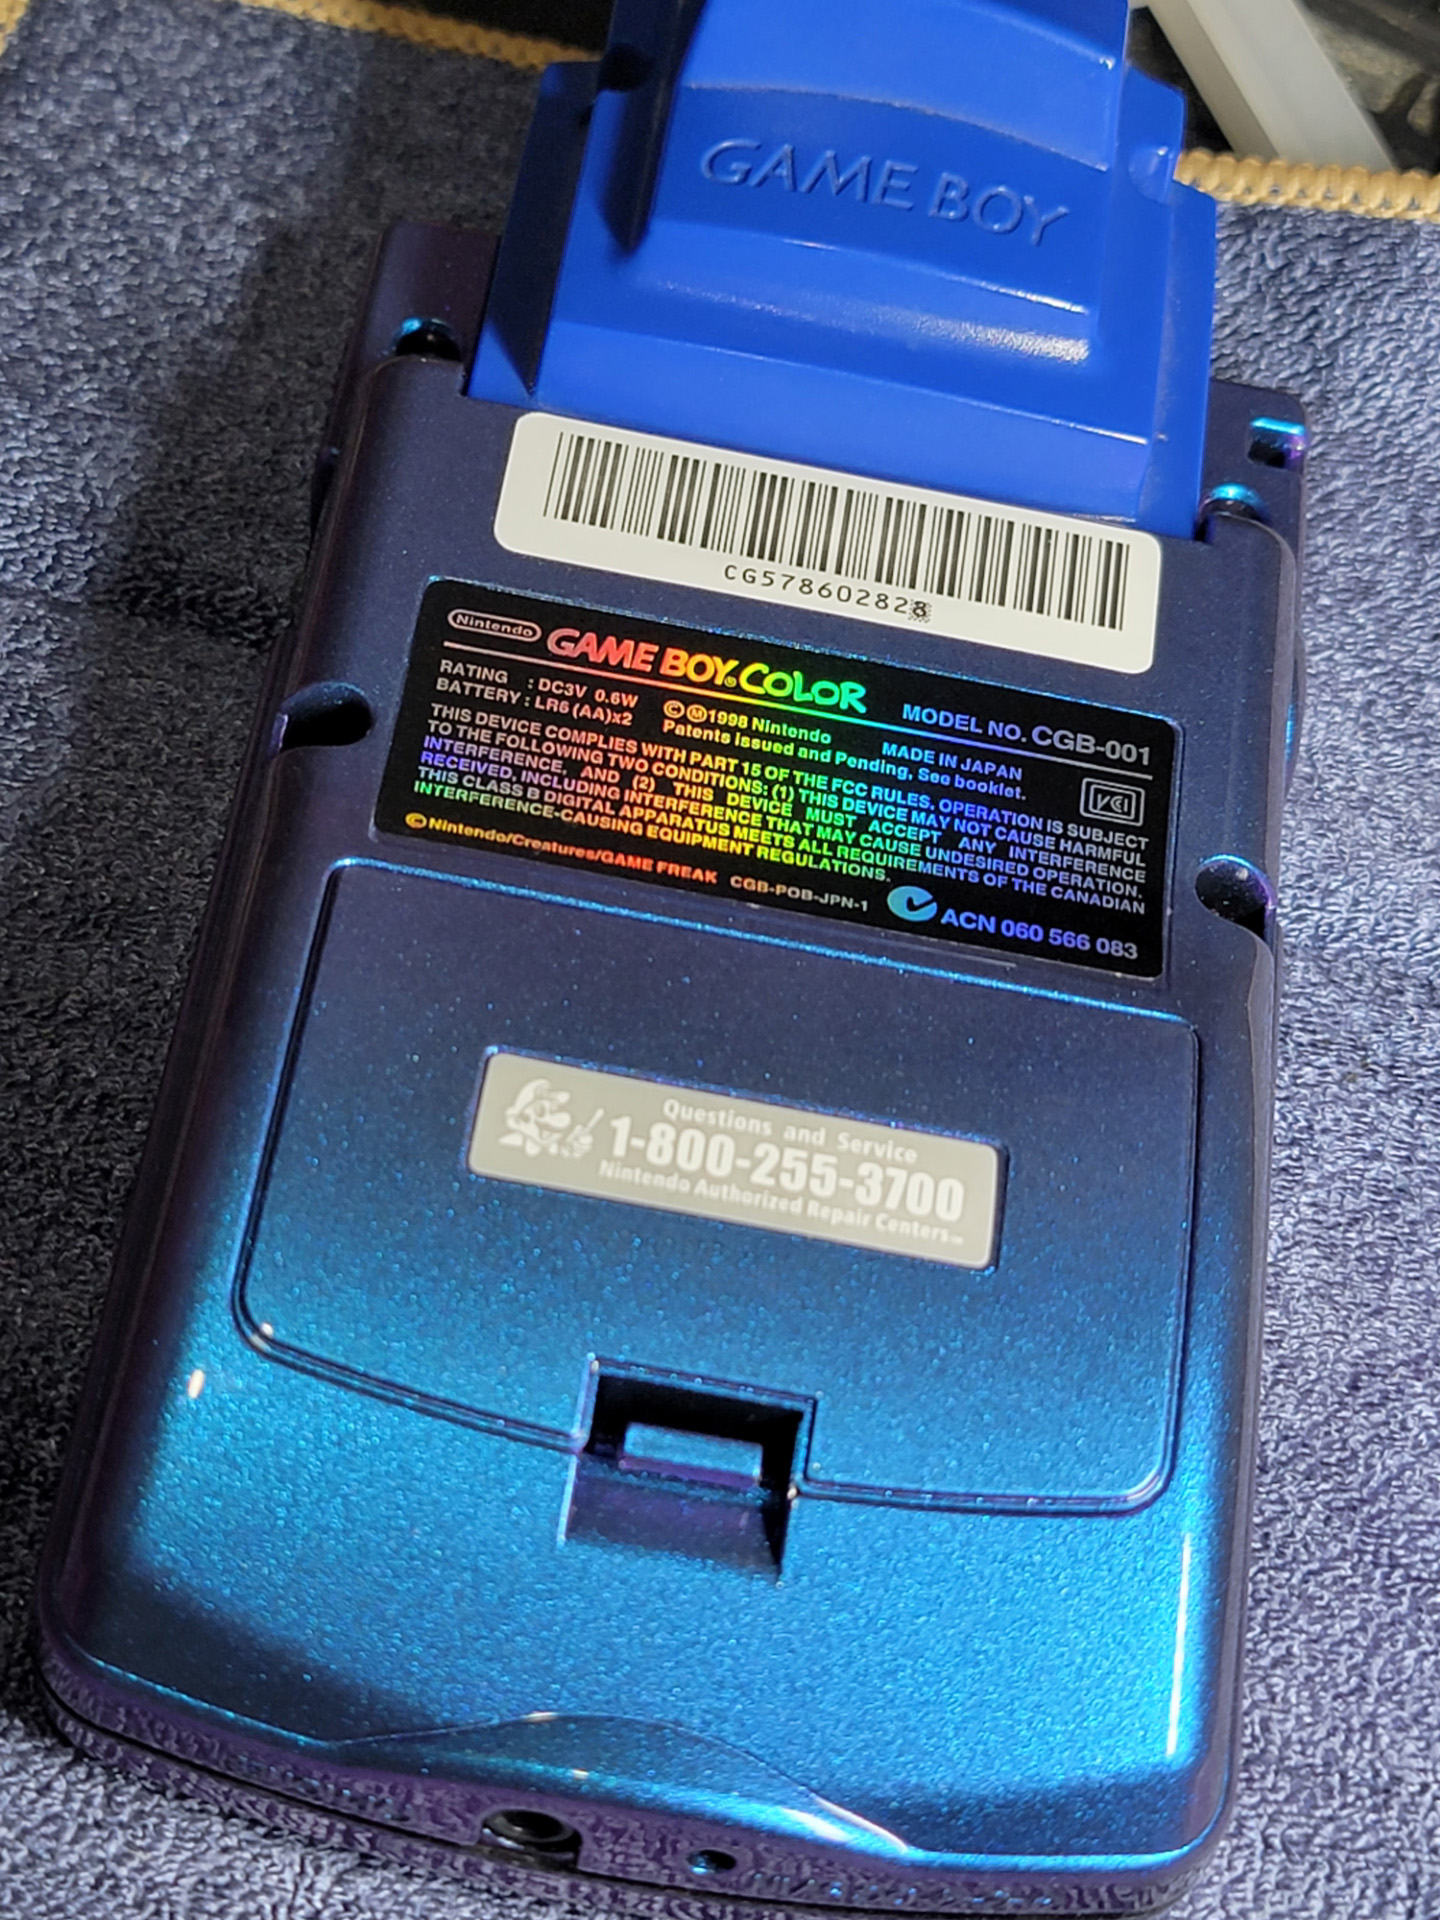 GAME BOY
CG578602828
Nintendo GAME BOY COLOR MODEL NO. CGB-001
RATING : DC3V 0.6W ©Ⓜ1998 Nintendo MADE IN JAPAN
BATTERY : LR6 (AA)x2 Patents Issued and Pending, See booklet.
THIS DEVICE COMPLIES WITH PART 15 OF THE FCC RULES. OPERATION IS SUBJECT
TO THE FOLLOWING TWO CONDITIONS: (1) THIS DEVICE MAY NOT CAUSE HARMFUL
INTERFERENCE, AND (2) THIS DEVICE MUST ACCEPT ANY INTERFERENCE
RECEIVED, INCLUDING INTERFERENCE THAT MAY CAUSE UNDESIRED OPERATION.
THIS CLASS B DIGITAL APPARATUS MEETS ALL REQUIREMENTS OF THE CANADIAN
INTERFERENCE-CAUSING EQUIPMENT REGULATIONS.
©Nintendo/Creatures/GAME FREAK CGB-POB-JPN-1 ACN 060 566 083
VCI
Questions and Service
1-800-255-3700
Nintendo Authorized Repair Centers℠